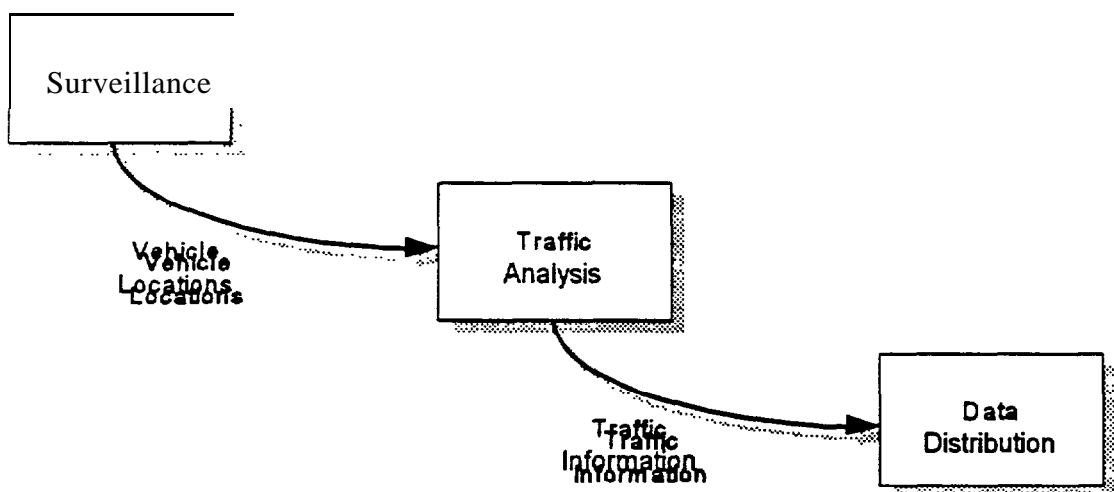 Surveillance
Vehicle
Locations
Traffic
Analysis
Traffic
Information
Data
Distribution